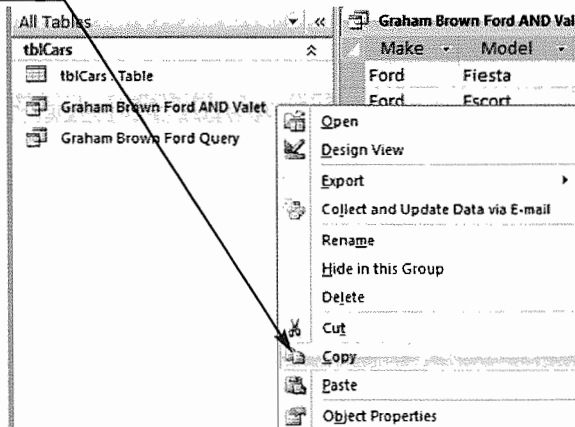 All Tables
tblCars
tblCars : Table
Graham Brown Ford AND Valet
Graham Brown Ford Query
Graham Brown Ford AND Val
Make Model
Ford Fiesta
Ford Escort
Open
Design View
Export
Collect and Update Data via E-mail
Rename
Hide in this Group
Delete
Cut
Copy
Paste
Object Properties